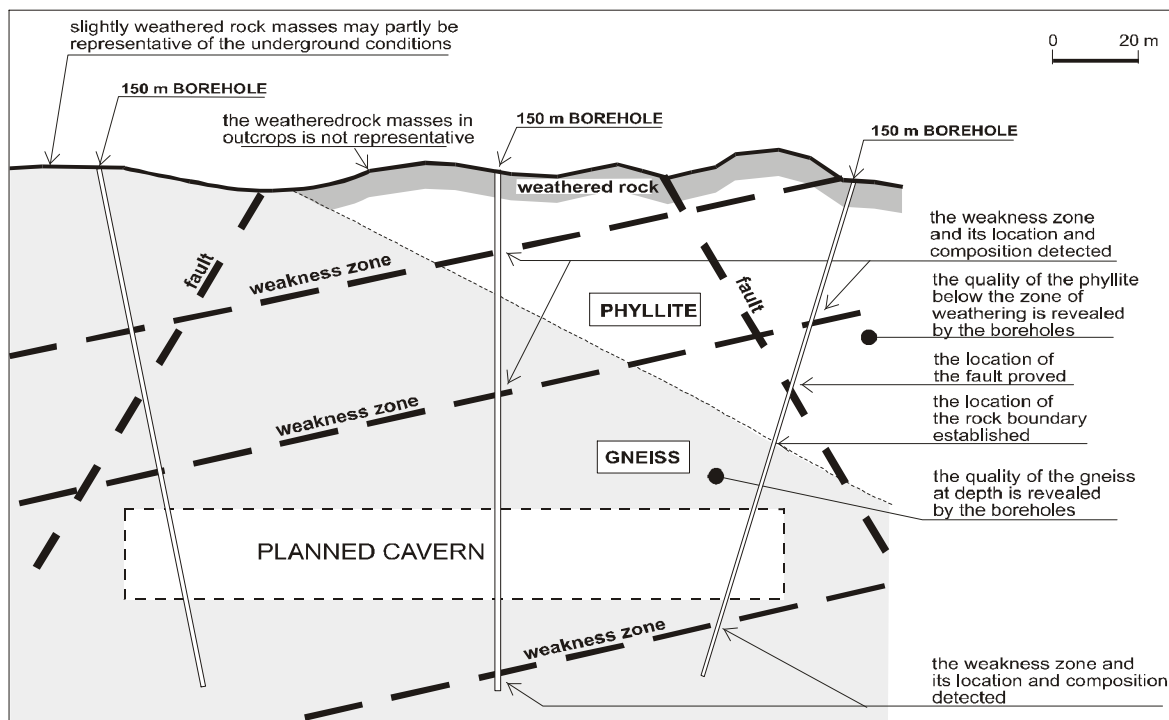 slightly weathered rock masses may partly be
representative of the underground conditions
0 20 m
150 m BOREHOLE
the weatheredrock masses in
outcrops is not representative
150 m BOREHOLE
150 m BOREHOLE
weathered rock
the weakness zone
and its location and
composition detected
fault
weakness zone
fault
the quality of the phyllite
below the zone of
weathering is revealed
by the boreholes
PHYLLITE
the location of
the fault proved
weakness zone
the location of
the rock boundary
established
GNEISS
the quality of the gneiss
at depth is revealed
by the boreholes
PLANNED CAVERN
weakness zone
the weakness zone and
its location and composition
detected